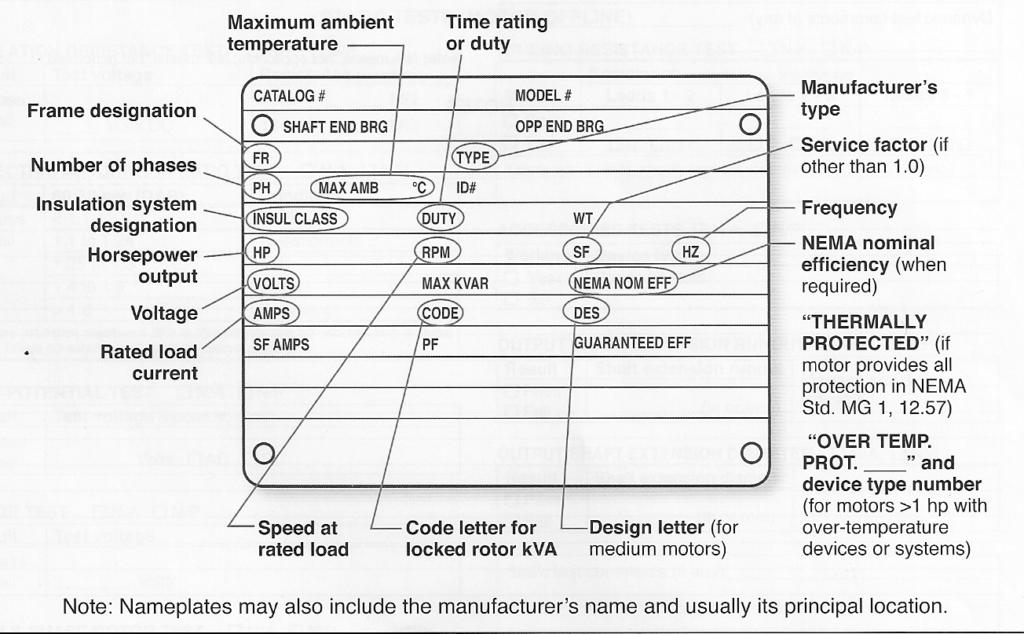 Maximum ambient
temperature
Time rating
or duty
Frame designation
Number of phases
Insulation system
designation
Horsepower
output
Voltage
Rated load
current
CATALOG # MODEL #
SHAFT END BRG OPP END BRG
FR TYPE
PH MAX AMB °C ID#
INSUL CLASS DUTY WT
HP RPM SF HZ
VOLTS MAX KVAR NEMA NOM EFF
AMPS CODE DES
SF AMPS PF GUARANTEED EFF
Manufacturer's
type
Service factor (if
other than 1.0)
Frequency
NEMA nominal
efficiency (when
required)
“THERMALLY
PROTECTED” (if
motor provides all
protection in NEMA
Std. MG 1, 12.57)
“OVER TEMP.
PROT. ____” and
device type number
(for motors >1 hp with
over-temperature
devices or systems)
Speed at
rated load
Code letter for
locked rotor kVA
Design letter (for
medium motors)
Note: Nameplates may also include the manufacturer's name and usually its principal location.